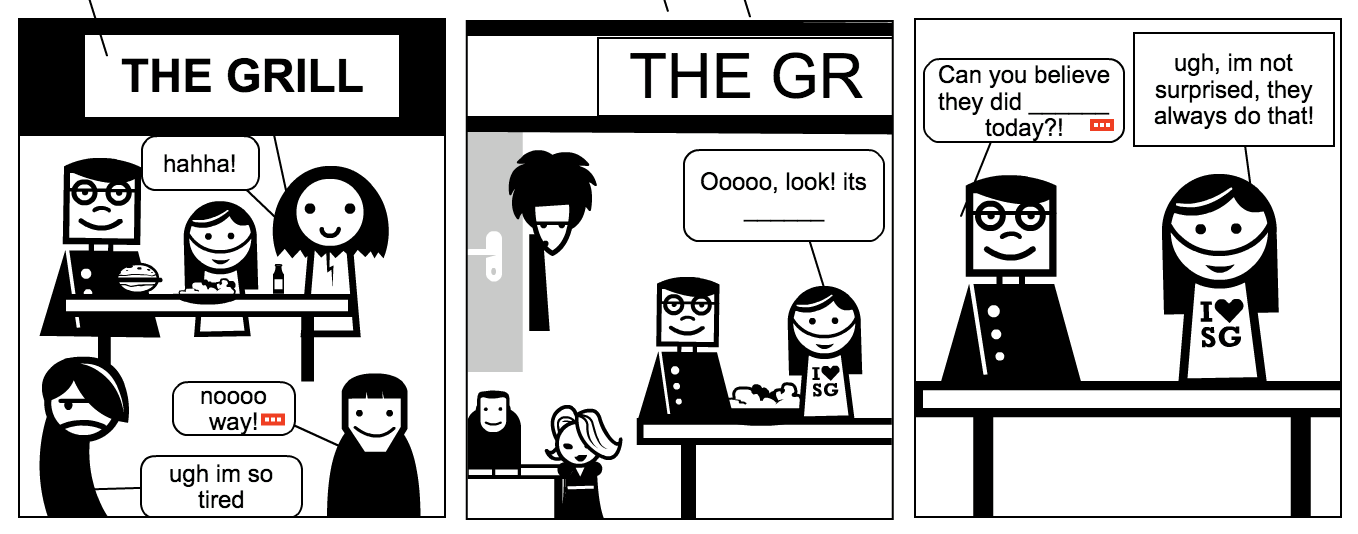 THE GRILL
hahha!
noooo
way!
ugh im so
tired
THE GR
Ooooo, look! its
______
I♥
SG
Can you believe
they did ______
today?!
ugh, im not
surprised, they
always do that!
I♥
SG